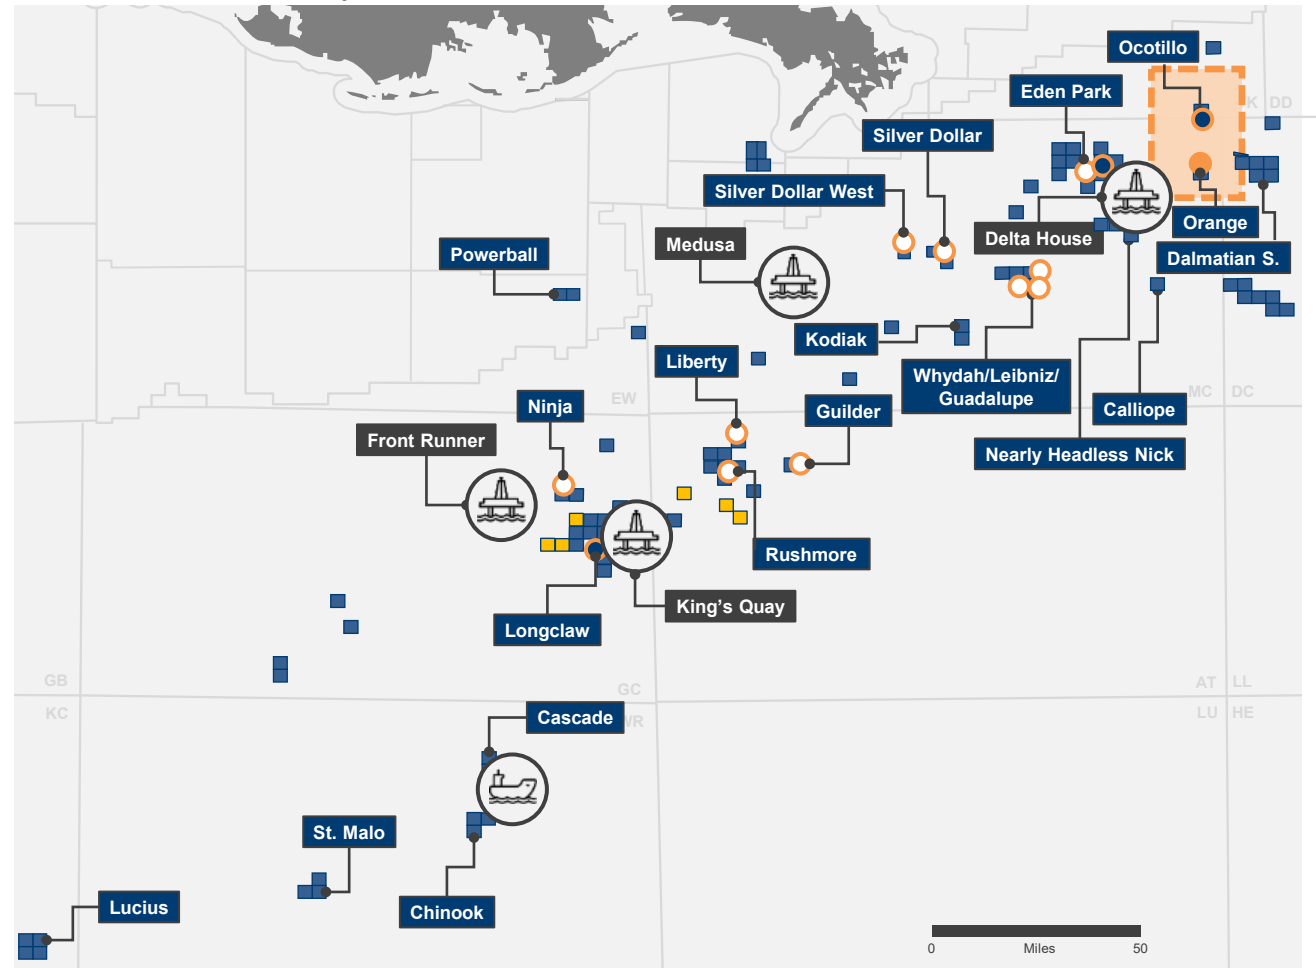 Ocotillo
Eden Park
K
DD
Silver Dollar
Silver Dollar West
Orange
Medusa
Delta House
Powerball
Dalmatian S.
Kodiak
Liberty
Whydah/Leibniz/
Guadalupe
MC
DC
EW
Ninja
Guilder
Calliope
Front Runner
Nearly Headless Nick
Rushmore
King's Quay
Longclaw
GB
GC
AT
LL
KC
Cascade
WR
LU
HE
St. Malo
Lucius
Chinook
0
Miles
50